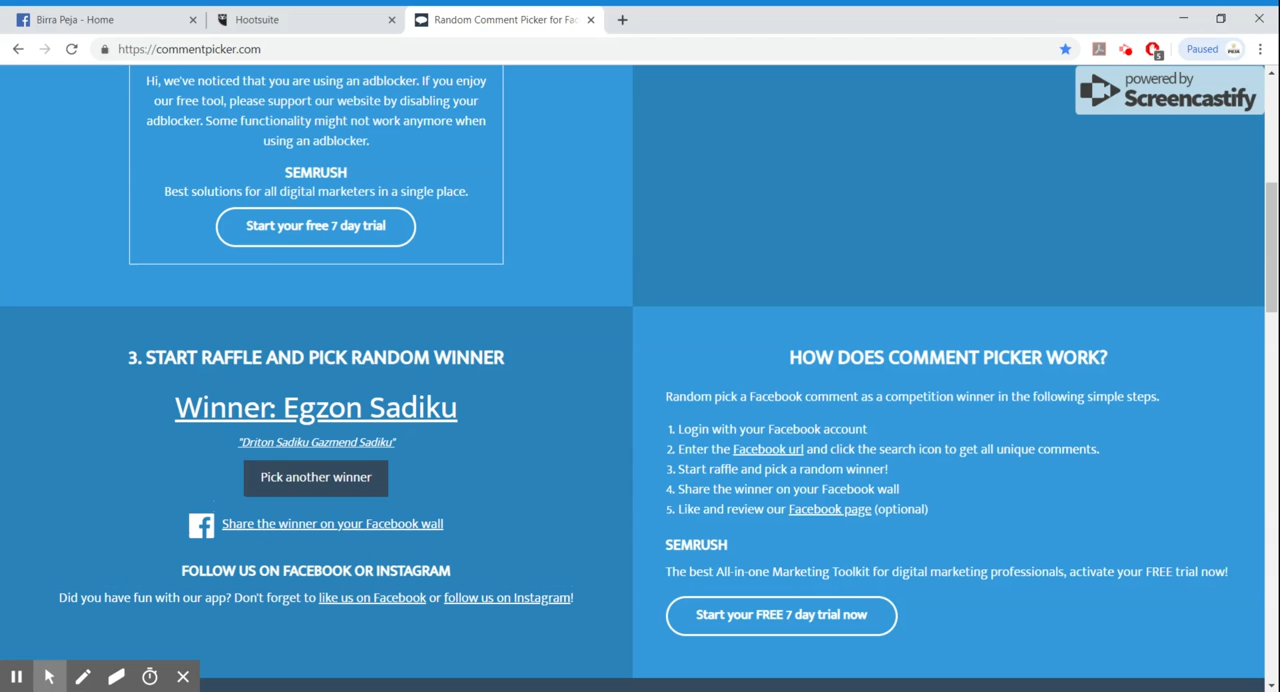 Birra Peja - Home
Hootsuite
Random Comment Picker for Fac
https://commentpicker.com
5
Paused
PEJA
powered by
Screencastify
Hi, we've noticed that you are using an adblocker. If you enjoy
our free tool, please support our website by disabling your
adblocker. Some functionality might not work anymore when
using an adblocker.
SEMRUSH
Best solutions for all digital marketers in a single place.
Start your free 7 day trial
3. START RAFFLE AND PICK RANDOM WINNER
Winner: Egzon Sadiku
"Driton Sadiku Gazmend Sadiku"
Pick another winner
Share the winner on your Facebook wall
FOLLOW US ON FACEBOOK OR INSTAGRAM
Did you have fun with our app? Don't forget to like us on Facebook or follow us on Instagram!
HOW DOES COMMENT PICKER WORK?
Random pick a Facebook comment as a competition winner in the following simple steps.
1. Login with your Facebook account
2. Enter the Facebook url and click the search icon to get all unique comments.
3. Start raffle and pick a random winner!
4. Share the winner on your Facebook wall
5. Like and review our Facebook page (optional)
SEMRUSH
The best All-in-one Marketing Toolkit for digital marketing professionals, activate your FREE trial now!
Start your FREE 7 day trial now